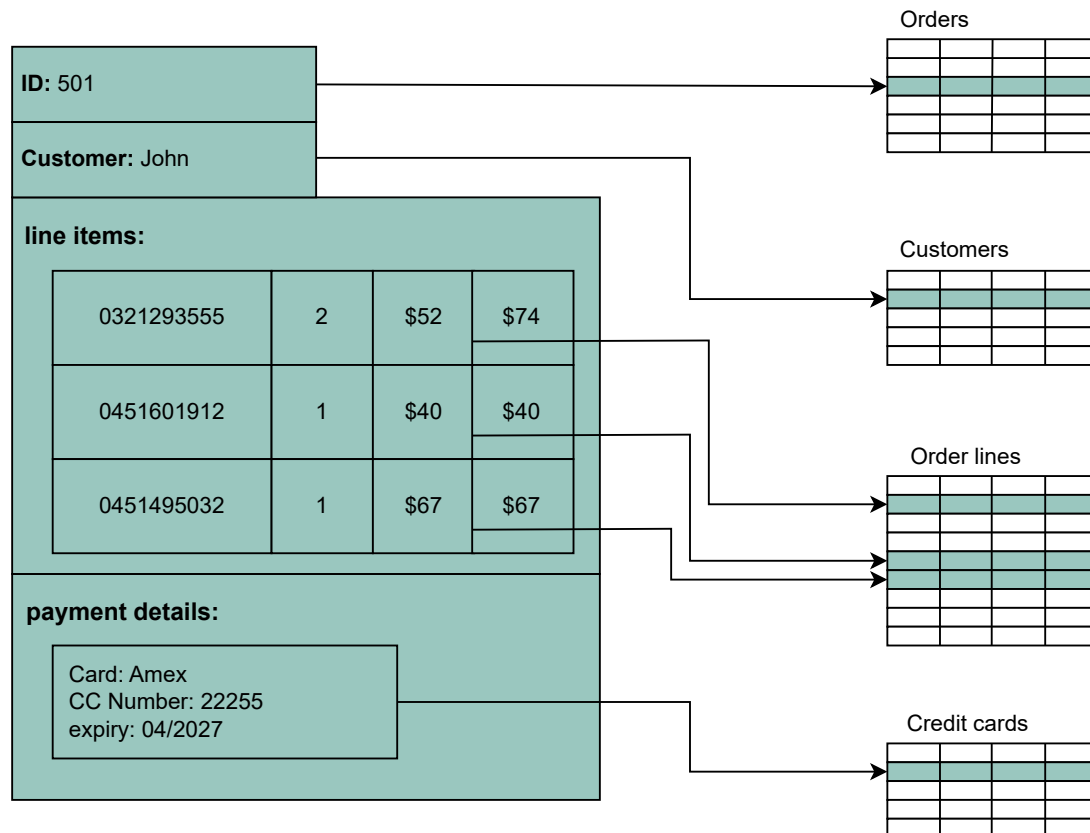 Orders
ID: 501
Customer: John
line items:
Customers
0321293555 2 $52 $74
0451601912 1 $40 $40
Order lines
0451495032 1 $67 $67
payment details:
Card: Amex
CC Number: 22255
expiry: 04/2027
Credit cards